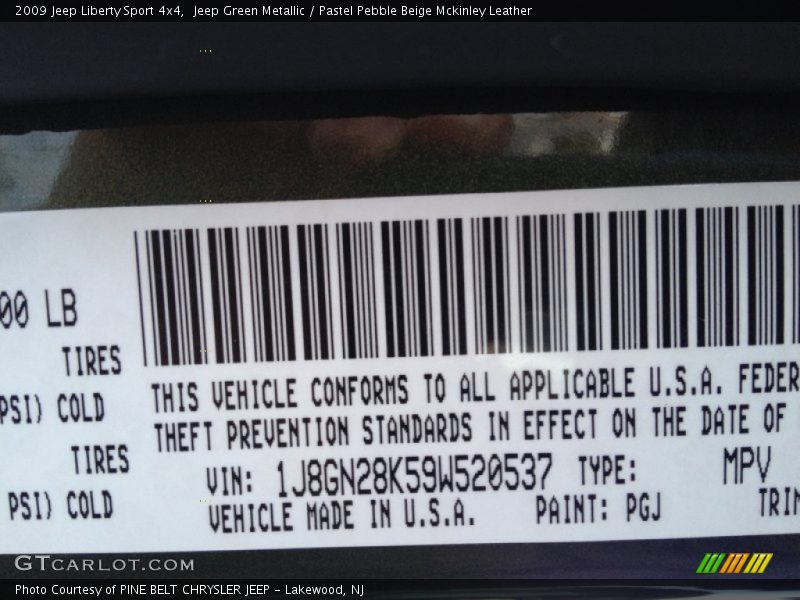 2009 Jeep Liberty Sport 4x4,  Jeep Green Metallic / Pastel Pebble Beige Mckinley Leather
00 LB
TIRES
PSI) COLD
TIRES
PSI) COLD
THIS VEHICLE CONFORMS TO ALL APPLICABLE U.S.A. FEDER
THEFT PREVENTION STANDARDS IN EFFECT ON THE DATE OF
VIN: 1J8GN28K59W520537 TYPE: MPV
VEHICLE MADE IN U.S.A. PAINT: PGJ TRIM
GTCARLOT.COM
Photo Courtesy of PINE BELT CHRYSLER JEEP - Lakewood, NJ